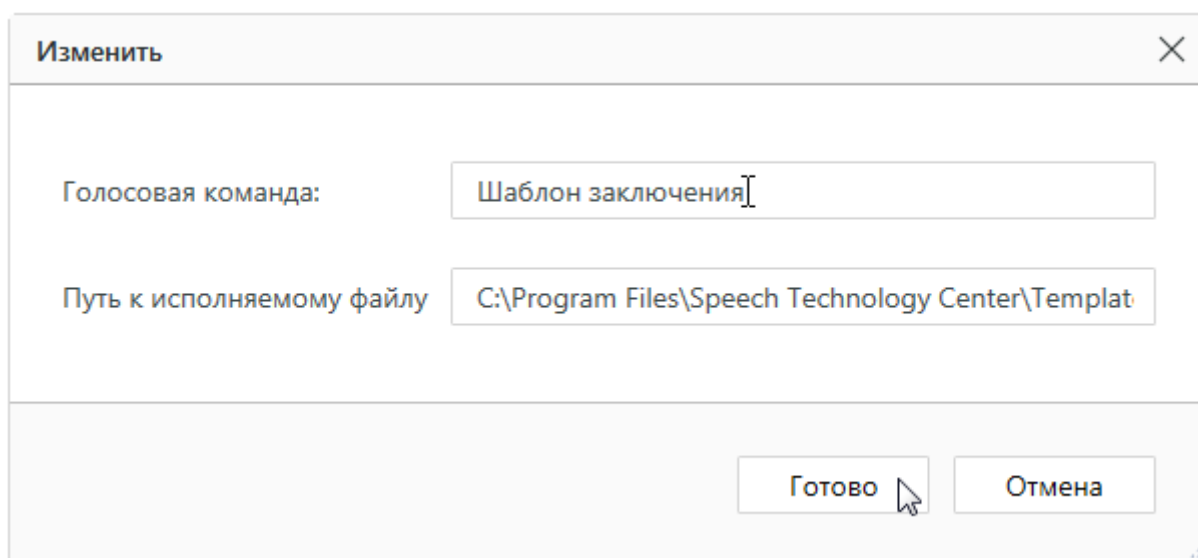 Изменить
Голосовая команда: Шаблон заключения
Путь к исполняемому файлу C:\Program Files\Speech Technology Center\Templat
Готово Отмена